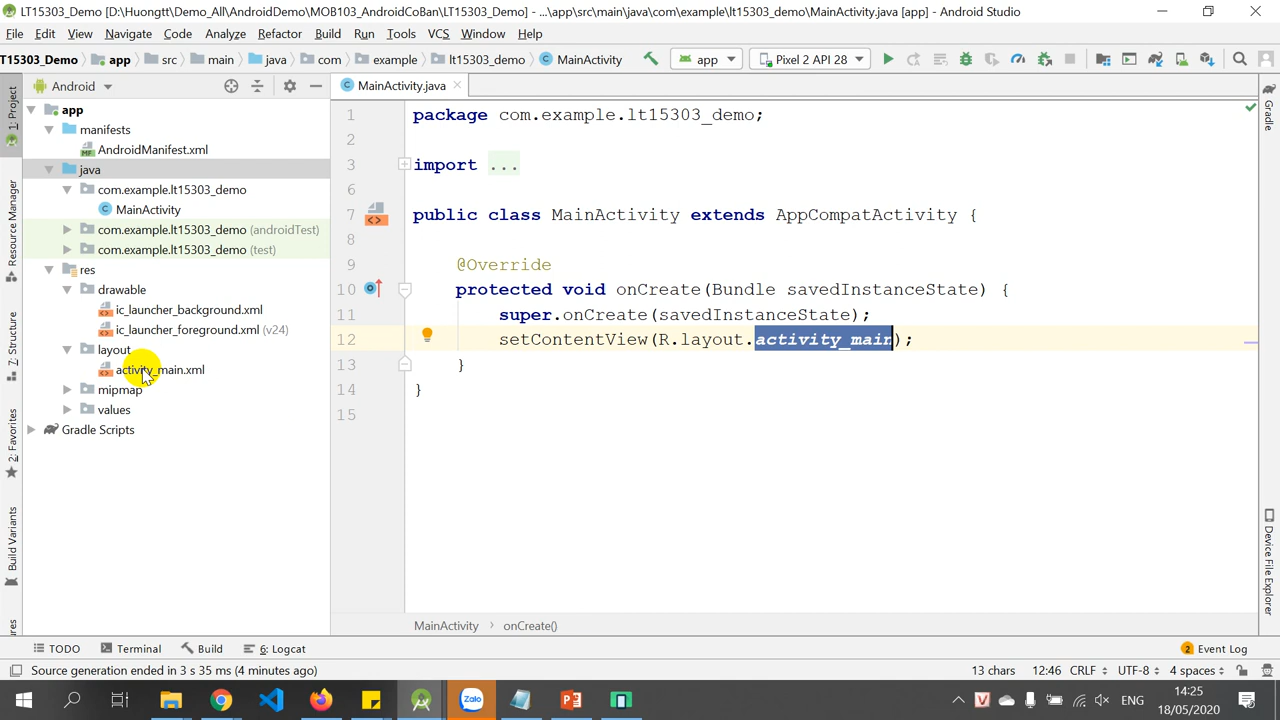 LT15303_Demo [D:\Huongtt\Demo_All\AndroidDemo\MOB103_AndroidCoBan\LT15303_Demo] - ...\app\src\main\java\com\example\lt15303_demo\MainActivity.java [app] - Android Studio
File Edit View Navigate Code Analyze Refactor Build Run Tools VCS Window Help
T15303_Demo app src main java com example lt15303_demo MainActivity app Pixel 2 API 28
Android MainActivity.java
1: Project
Resource Manager
Z: Structure
2: Favorites
Build Variants
app
manifests
AndroidManifest.xml
java
com.example.lt15303_demo
MainActivity
com.example.lt15303_demo (androidTest)
com.example.lt15303_demo (test)
res
drawable
ic_launcher_background.xml
ic_launcher_foreground.xml (v24)
layout
activity_main.xml
mipmap
values
Gradle Scripts
1 package com.example.lt15303_demo;
2
3 import ...
6
7 public class MainActivity extends AppCompatActivity {
8
9 @Override
10 protected void onCreate(Bundle savedInstanceState) {
11 super.onCreate(savedInstanceState);
12 setContentView(R.layout.activity_main);
13 }
14 }
15
Gradle
Device File Explorer
MainActivity onCreate()
TODO Terminal Build 6: Logcat 2 Event Log
Source generation ended in 3 s 35 ms (4 minutes ago) 13 chars 12:46 CRLF UTF-8 4 spaces
Zalo V ENG 14:25
18/05/2020